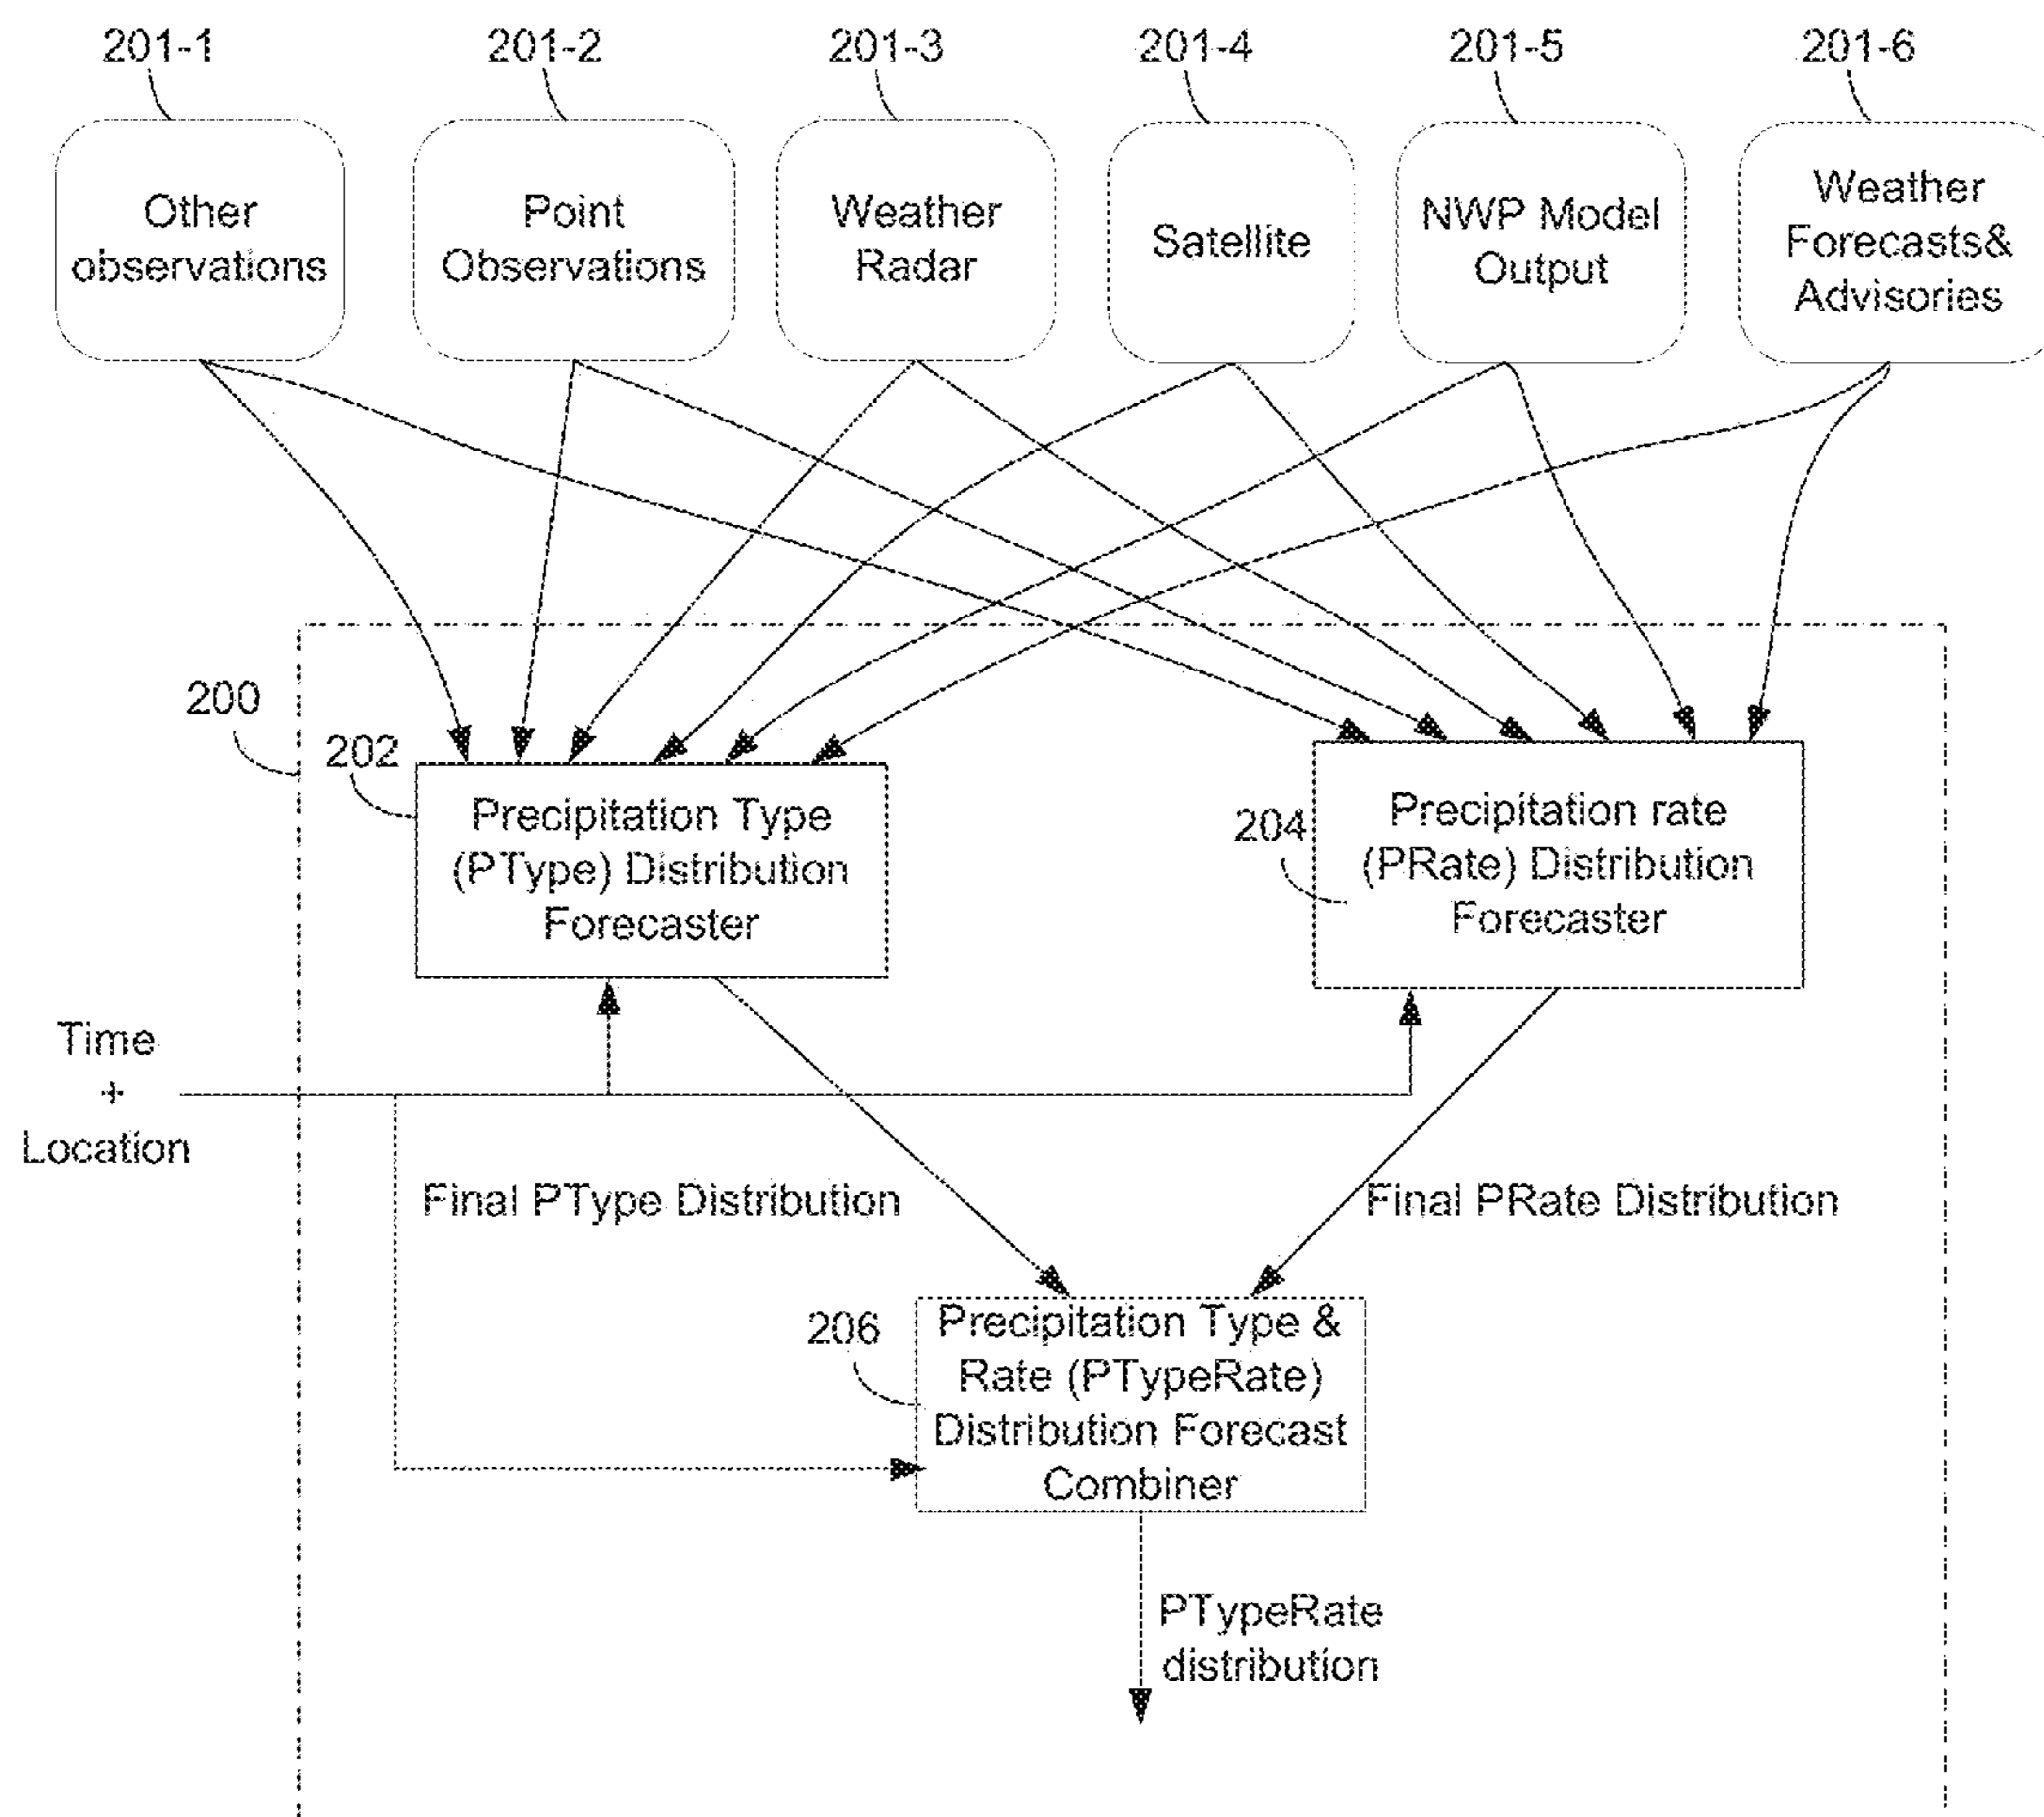 201-1
201-2
201-3
201-4
201-5
201-6
Other
observations
Point
Observations
Weather
Radar
Satellite
NWP Model
Output
Weather
Forecasts&
Advisories
200
202
Precipitation Type
(PType) Distribution
Forecaster
204
Precipitation rate
(PRate) Distribution
Forecaster
Time
+
Location
Final PType Distribution
Final PRate Distribution
206
Precipitation Type &
Rate (PTypeRate)
Distribution Forecast
Combiner
PTypeRate
distribution